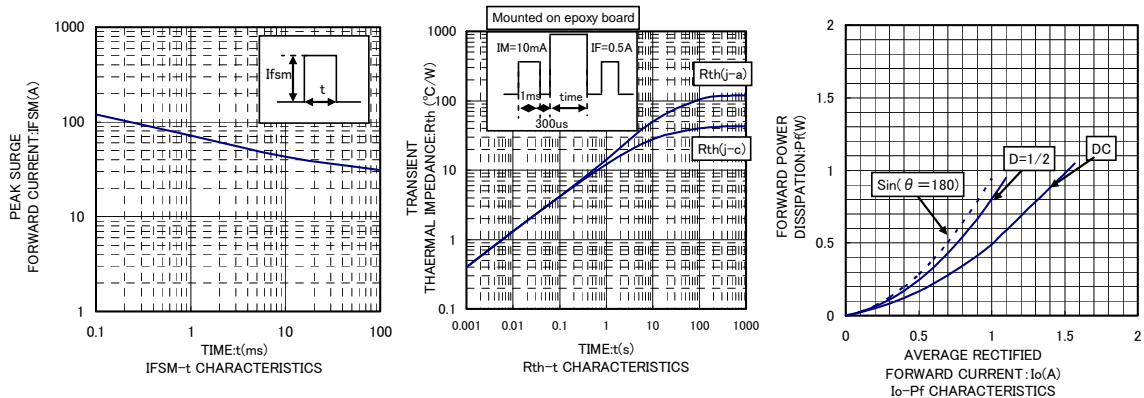 PEAK SURGE
FORWARD CURRENT:IFSM(A)
1000
100
10
1
Ifsm
t
0.1
1
10
100
TIME:t(ms)
IFSM-t CHARACTERISTICS
TRANSIENT
THAERMAL IMPEDANCE:Rth (℃/W)
1000
100
10
1
0.1
Mounted on epoxy board
IM=10mA
IF=0.5A
1ms
time
300us
Rth(j-a)
Rth(j-c)
0.001
0.01
0.1
1
10
100
1000
TIME:t(s)
Rth-t CHARACTERISTICS
FORWARD POWER
DISSIPATION:Pf(W)
2
1.5
1
0.5
0
Sin(θ=180)
D=1/2
DC
0
0.5
1
1.5
2
AVERAGE RECTIFIED
FORWARD CURRENT:Io(A)
Io-Pf CHARACTERISTICS